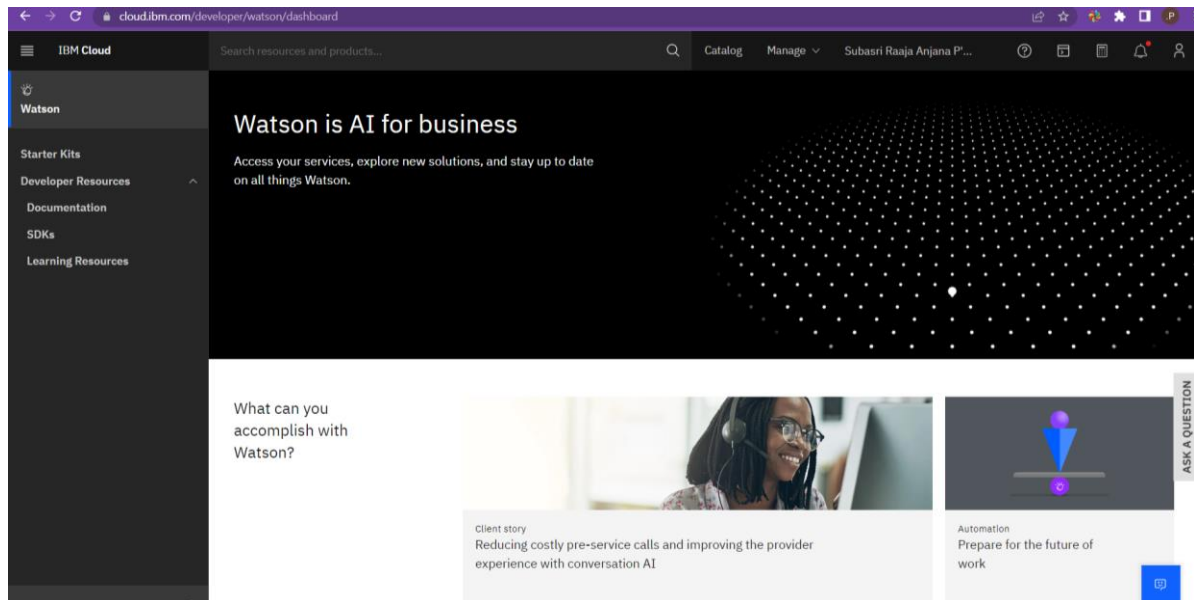 cloud.ibm.com/developer/watson/dashboard
.P
IBM Cloud
Search resources and products...
Catalog
Manage
Subasri Raaja Anjana P'...
Watson
Starter Kits
Developer Resources
Documentation
SDKs
Learning Resources
Watson is AI for business
Access your services, explore new solutions, and stay up to date
on all things Watson.
What can you
accomplish with
Watson?
Client story
Reducing costly pre-service calls and improving the provider
experience with conversation AI
Automation
Prepare for the future of
work
ASK A QUESTION